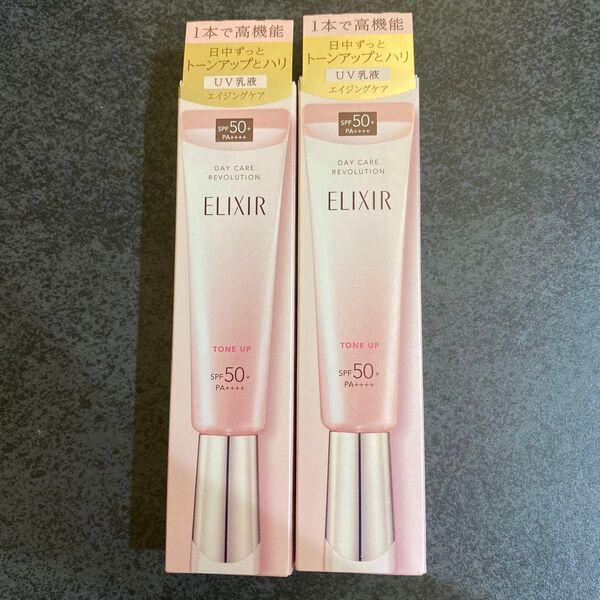 1本で高機能
日中ずっと
トーンアップとハリ
UV乳液
エイジングケア
SPF50+
PA++++
DAY CARE
REVOLUTION
ELIXIR
TONE UP
SPF50+
PA++++
1本で高機能
日中ずっと
トーンアップとハリ
UV乳液
エイジングケア
SPF50+
PA++++
DAY CARE
REVOLUTION
ELIXIR
TONE UP
SPF50+
PA++++